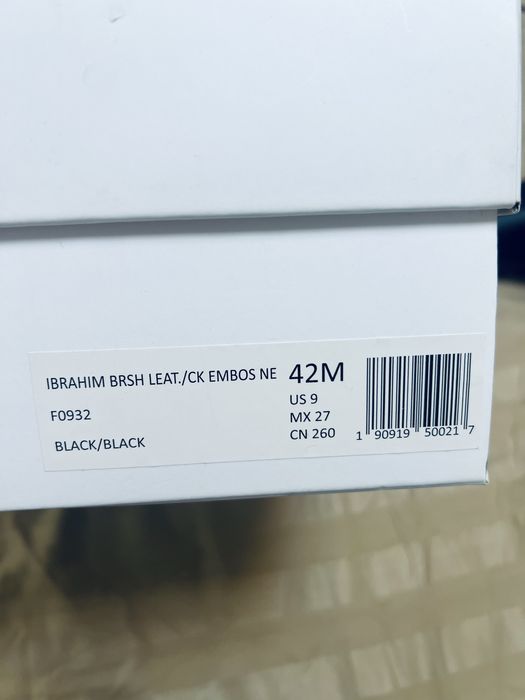 IBRAHIM BRSH LEAT./CK EMBOS NE
F0932
BLACK/BLACK
42M
US 9
MX 27
CN 260
1 90919 50021 7